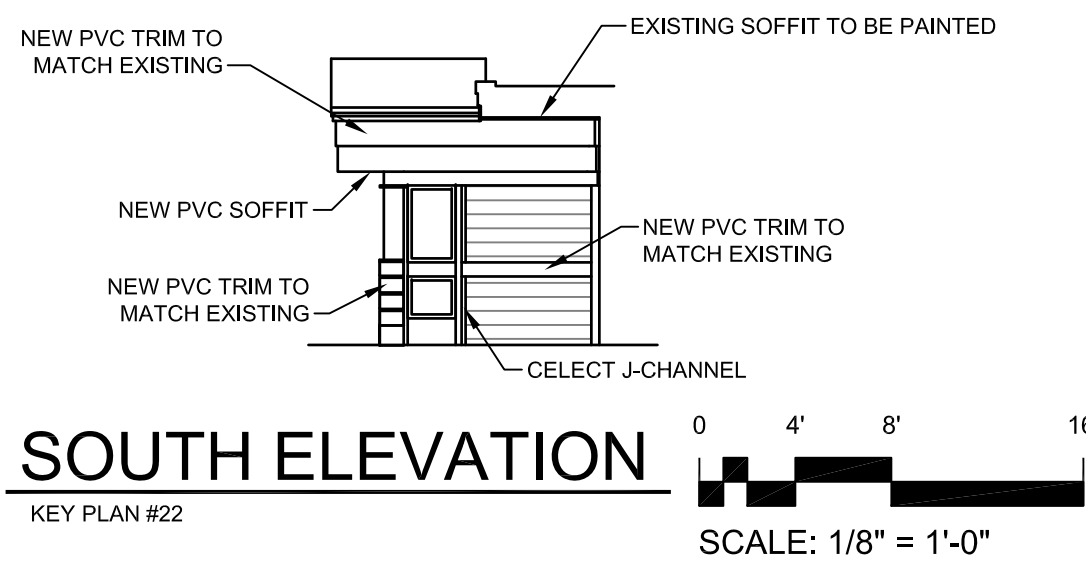 NEW PVC TRIM TO
MATCH EXISTING
EXISTING SOFFIT TO BE PAINTED
NEW PVC SOFFIT
NEW PVC TRIM TO
MATCH EXISTING
NEW PVC TRIM TO
MATCH EXISTING
CELECT J-CHANNEL
SOUTH ELEVATION
KEY PLAN #22
0 4' 8' 16
SCALE: 1/8" = 1'-0"